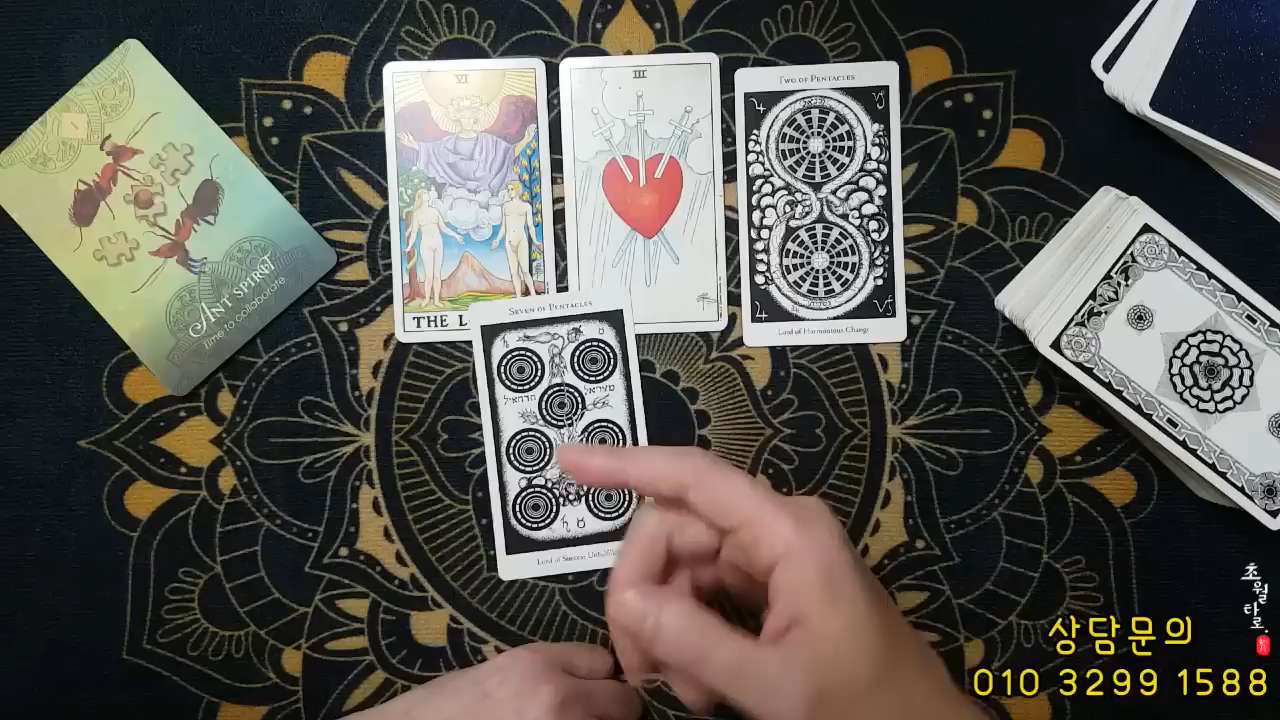 VI
THE L
III
TWO OF PENTACLES
Lord of Harmonious Change
ANT SPIRIT
Time to collaborate
SEVEN OF PENTACLES
Lord of Success
초월
타로
상담문의
010 3299 1588